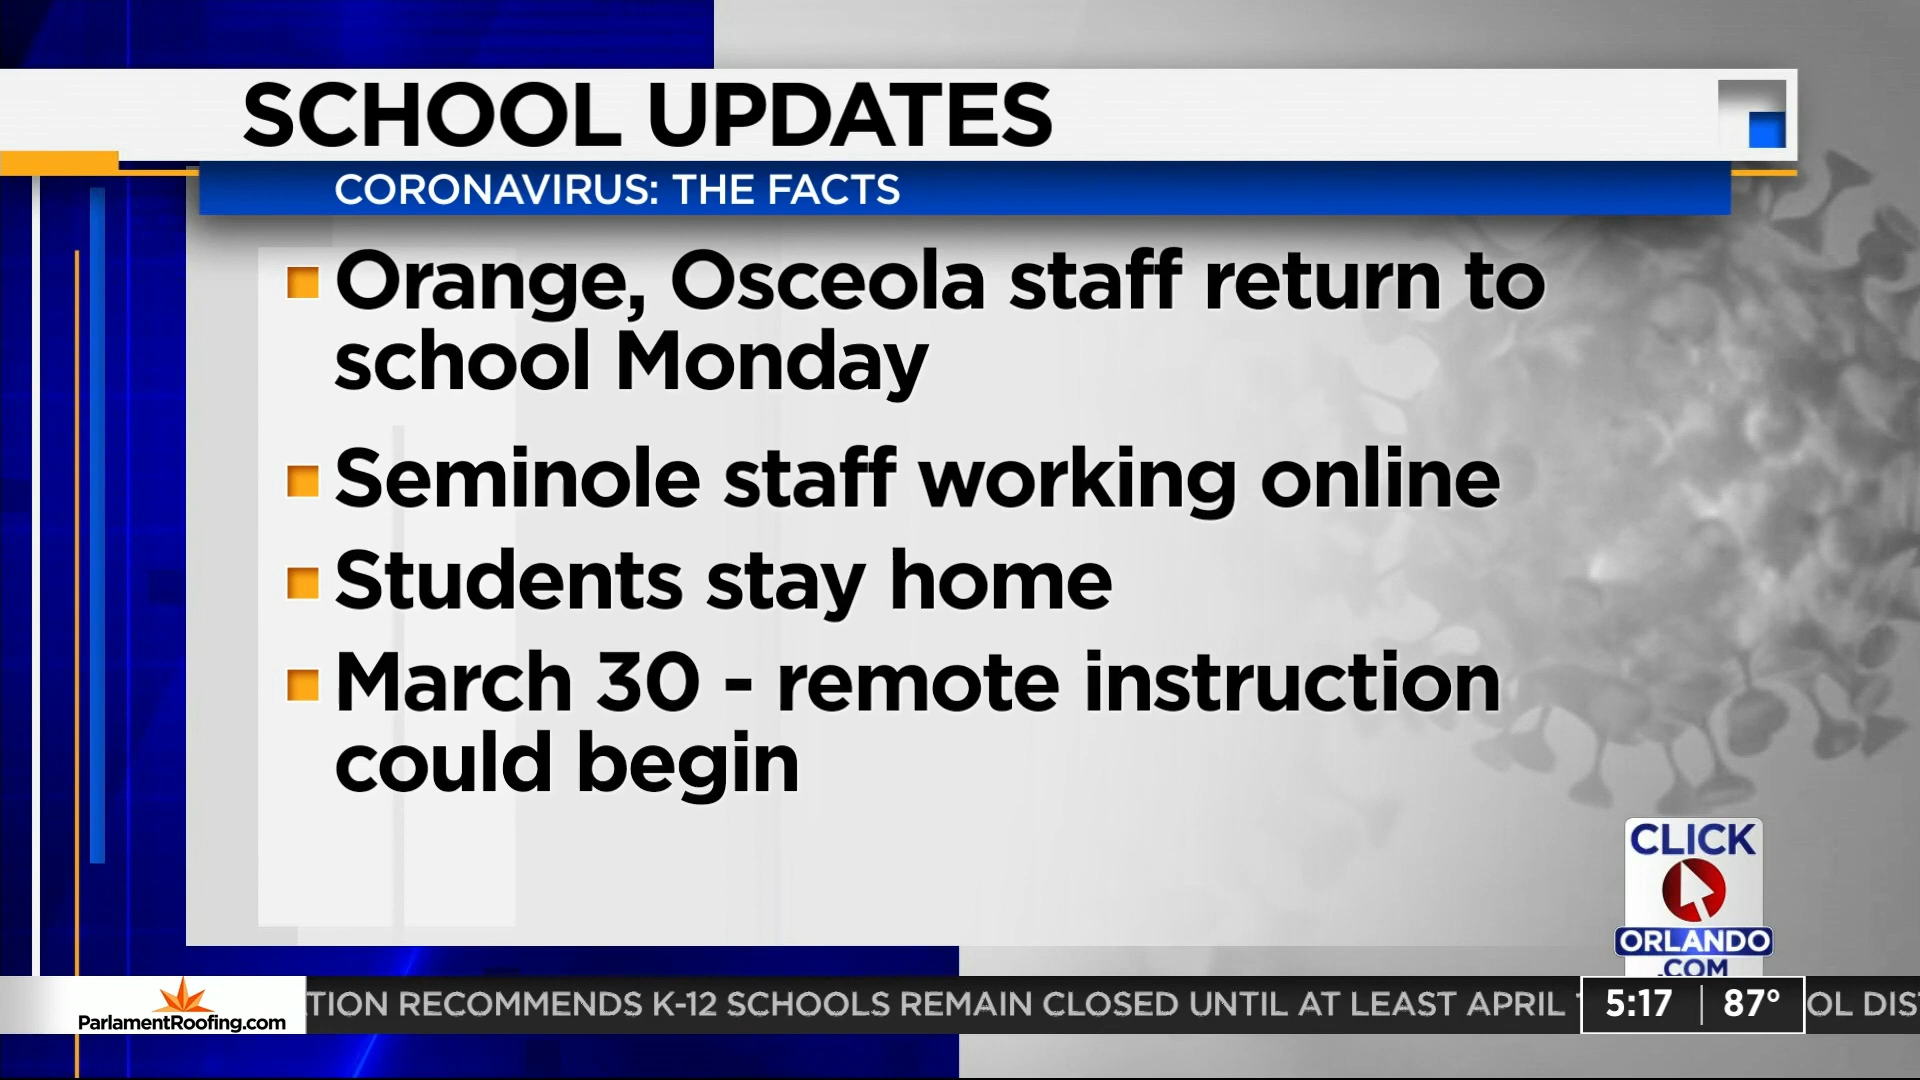 SCHOOL UPDATES
CORONAVIRUS: THE FACTS
Orange, Osceola staff return to
school Monday
Seminole staff working online
Students stay home
March 30 - remote instruction
could begin
CLICK
ORLANDO
.COM
ParlamentRoofing.com
TION RECOMMENDS K-12 SCHOOLS REMAIN CLOSED UNTIL AT LEAST APRIL
5:17 87°
OL DIS